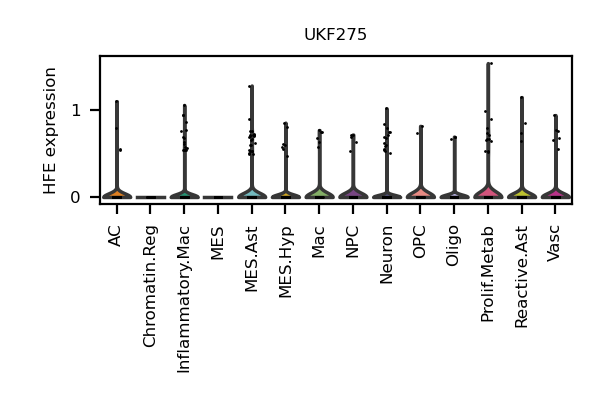 UKF275
HFE expression
1
0
AC
Chromatin.Reg
Inflammatory.Mac
MES
MES.Ast
MES.Hyp
Mac
NPC
Neuron
OPC
Oligo
Prolif.Metab
Reactive.Ast
Vasc